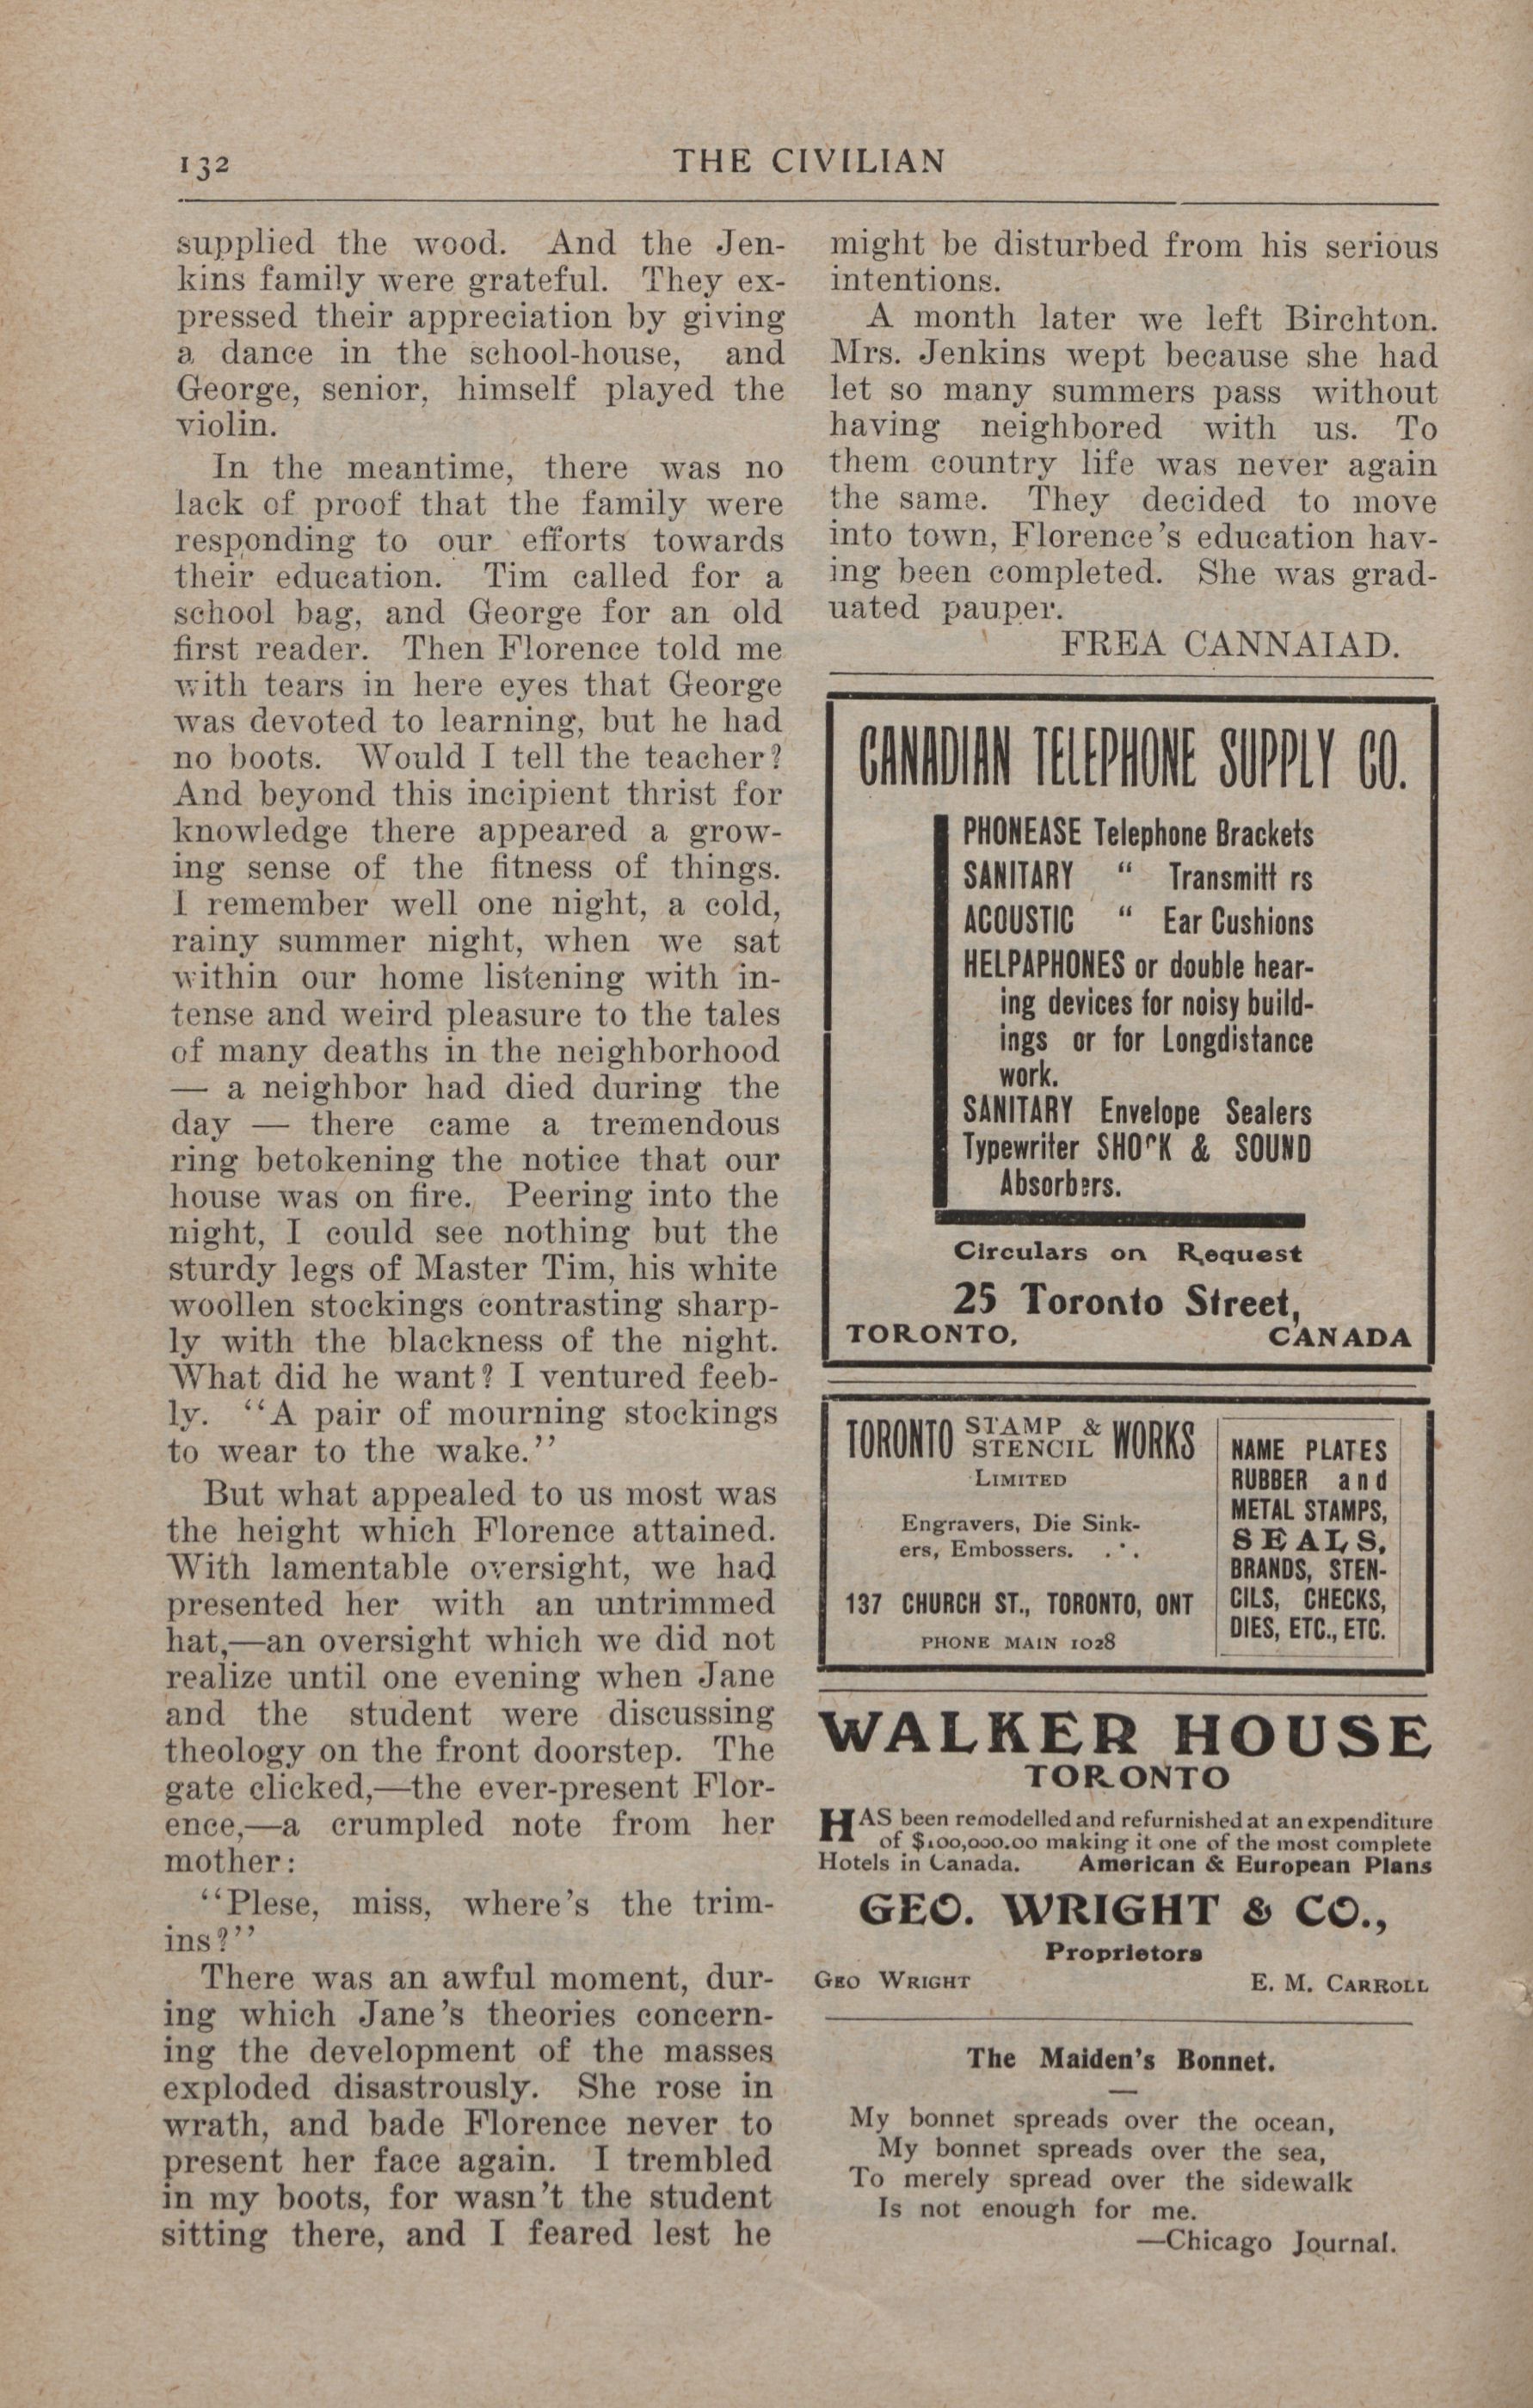 132
THE CIVILIAN
supplied the wood. And the Jen-
kins family were grateful. They ex-
pressed their appreciation by giving
a dance in the school-house, and
George, senior, himself played the
violin.
In the meantime, there was no
lack of proof that the family were
responding to our efforts towards
their education. Tim called for a
school bag, and George for an old
first reader. Then Florence told me
with tears in here eyes that George
was devoted to learning, but he had
no boots. Would I tell the teacher?
And beyond this incipient thrist for
knowledge there appeared a grow-
ing sense of the fitness of things.
I remember well one night, a cold,
rainy summer night, when we sat
within our home listening with in-
tense and weird pleasure to the tales
of many deaths in the neighborhood
— a neighbor had died during the
day — there came a tremendous
ring betokening the notice that our
house was on fire. Peering into the
night, I could see nothing but the
sturdy legs of Master Tim, his white
woollen stockings contrasting sharp-
ly with the blackness of the night.
What did he want? I ventured feeb-
ly. "A pair of mourning stockings
to wear to the wake."
But what appealed to us most was
the height which Florence attained.
With lamentable oversight, we had
presented her with an untrimmed
hat,—an oversight which we did not
realize until one evening when Jane
and the student were discussing
theology on the front doorstep. The
gate clicked,—the ever-present Flor-
ence,—a crumpled note from her
mother:
"Plese, miss, where's the trim-
ins?"
There was an awful moment, dur-
ing which Jane's theories concern-
ing the development of the masses
exploded disastrously. She rose in
wrath, and bade Florence never to
present her face again. I trembled
in my boots, for wasn't the student
sitting there, and I feared lest he
might be disturbed from his serious
intentions.
A month later we left Birchton.
Mrs. Jenkins wept because she had
let so many summers pass without
having neighbored with us. To
them country life was never again
the same. They decided to move
into town, Florence's education hav-
ing been completed. She was grad-
uated pauper.
FREA CANNAIAD.
CANADIAN TELEPHONE SUPPLY CO.
PHONEASE Telephone Brackets
SANITARY " Transmitt rs
ACOUSTIC " Ear Cushions
HELPAPHONES or double hear-
ing devices for noisy build-
ings or for Longdistance
work.
SANITARY Envelope Sealers
Typewriter SHOCK & SOUND
Absorbers.
Circulars on Request
25 Toronto Street,
TORONTO, CANADA
TORONTO STAMP & STENCIL WORKS
LIMITED
Engravers, Die Sink-
ers, Embossers. .·.
137 CHURCH ST., TORONTO, ONT
PHONE MAIN 1028
NAME PLATES
RUBBER and
METAL STAMPS,
SEALS,
BRANDS, STEN-
CILS, CHECKS,
DIES, ETC., ETC.
WALKER HOUSE
TORONTO
HAS been remodelled and refurnished at an expenditure
of $100,000.00 making it one of the most complete
Hotels in Canada. American & European Plans
GEO. WRIGHT & CO.,
Proprietors
GEO WRIGHT E. M. CARROLL
The Maiden's Bonnet.
—
My bonnet spreads over the ocean,
My bonnet spreads over the sea,
To merely spread over the sidewalk
Is not enough for me.
—Chicago Journal.